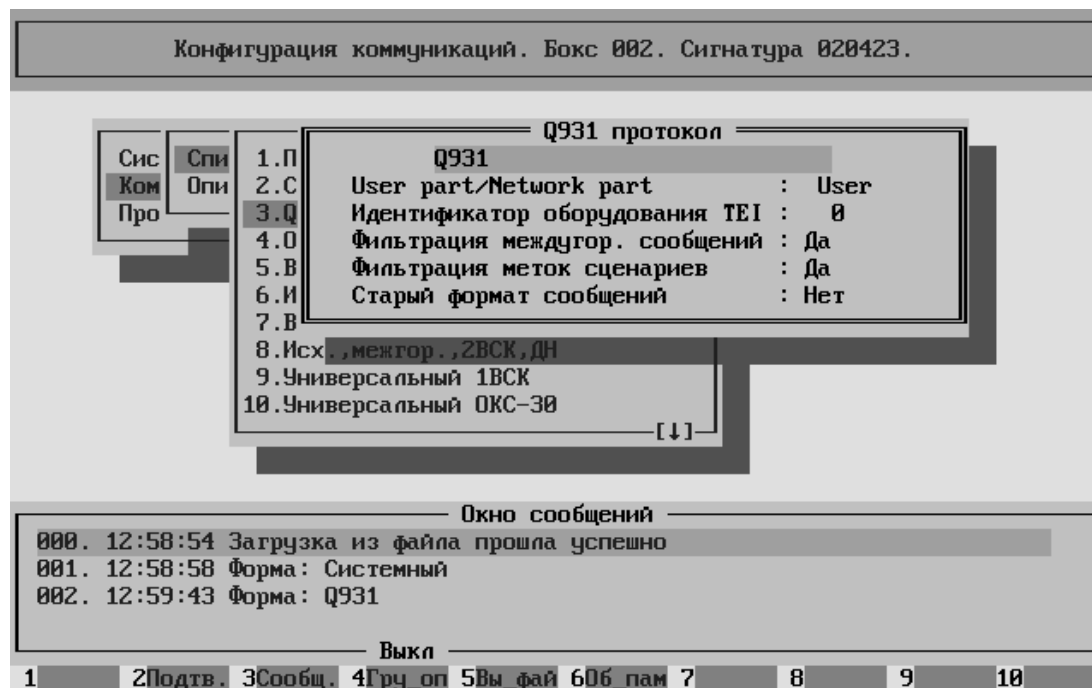 Конфигурация коммуникаций. Бокс 002. Сигнатура 020423.
Q931 протокол
Сис Спи 1.П Q931
Ком Опи 2.С User part/Network part : User
Про 3.Q Идентификатор оборудования TEI : 0
4.О Фильтрация междугор. сообщений : Да
5.В Фильтрация меток сценариев : Да
6.И Старый формат сообщений : Нет
7.В
8.Исх.,межгор.,2ВСК,ДН
9.Универсальный 1ВСК
10.Универсальный ОКС-30
[↓]
Окно сообщений
000. 12:58:54 Загрузка из файла прошла успешно
001. 12:58:58 Форма: Системный
002. 12:59:43 Форма: Q931
Выкл
1 2Подтв. 3Сообщ. 4Гру_оп 5Вы_фай 6Об_пам 7 8 9 10